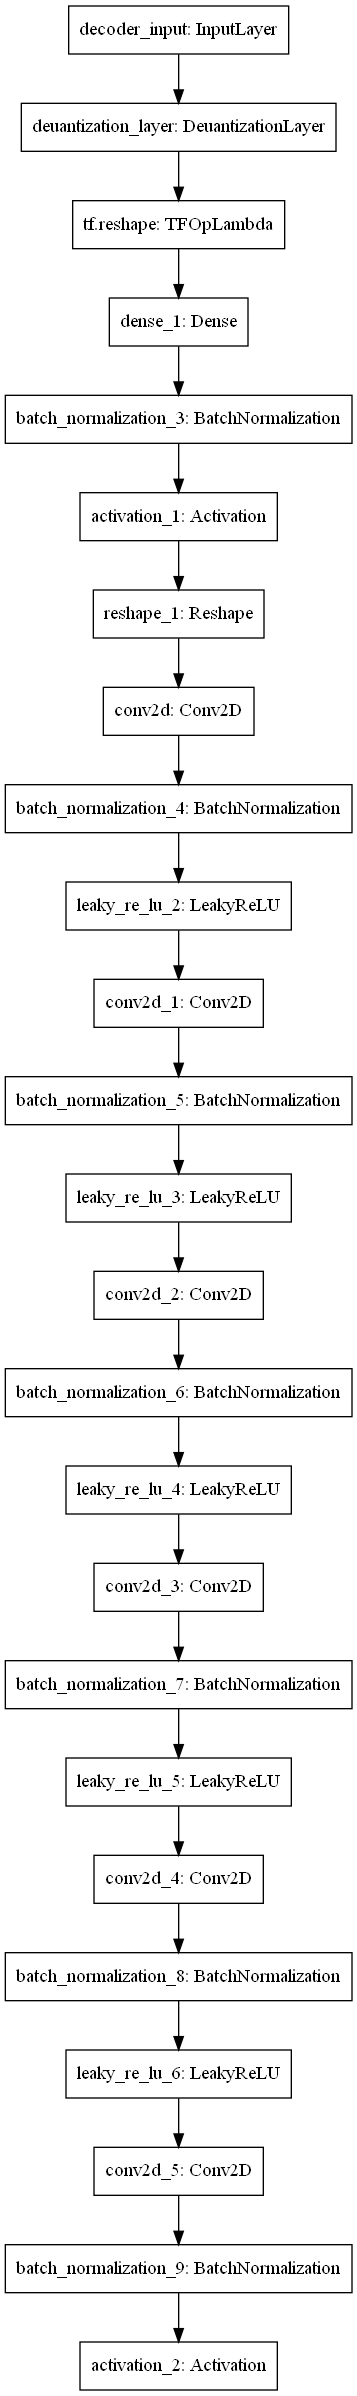 decoder_input: InputLayer
deuantization_layer: DeuantizationLayer
tf.reshape: TFOpLambda
dense_1: Dense
batch_normalization_3: BatchNormalization
activation_1: Activation
reshape_1: Reshape
conv2d: Conv2D
batch_normalization_4: BatchNormalization
leaky_re_lu_2: LeakyReLU
conv2d_1: Conv2D
batch_normalization_5: BatchNormalization
leaky_re_lu_3: LeakyReLU
conv2d_2: Conv2D
batch_normalization_6: BatchNormalization
leaky_re_lu_4: LeakyReLU
conv2d_3: Conv2D
batch_normalization_7: BatchNormalization
leaky_re_lu_5: LeakyReLU
conv2d_4: Conv2D
batch_normalization_8: BatchNormalization
leaky_re_lu_6: LeakyReLU
conv2d_5: Conv2D
batch_normalization_9: BatchNormalization
activation_2: Activation